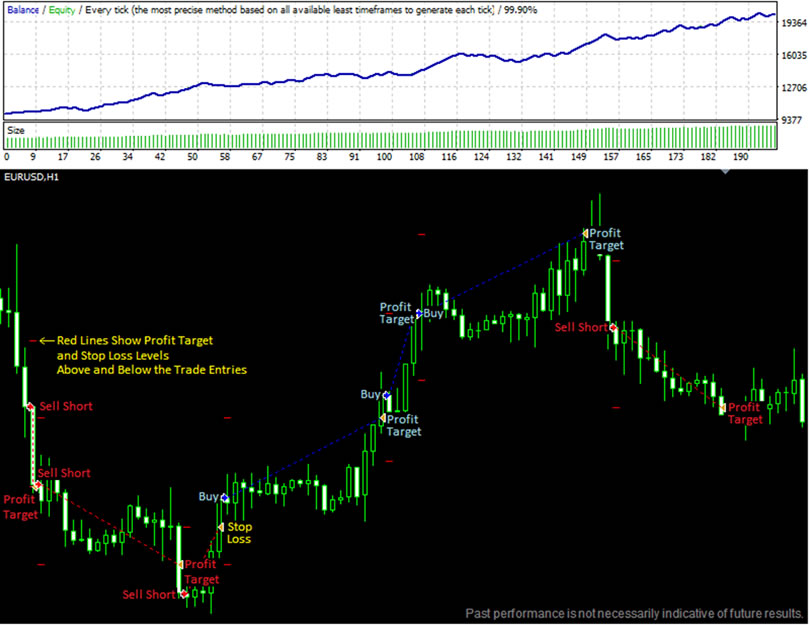 Balance / Equity / Every tick (the most precise method based on all available least timeframes to generate each tick) / 99.90%
19364
16035
12706
9377
Size
0 9 17 26 34 42 50 58 67 75 83 91 100 108 116 124 132 141 149 157 165 173 182 190
EURUSD,H1
Profit
Target
Profit
Target
Buy
Sell Short
Red Lines Show Profit Target
and Stop Loss Levels
Above and Below the Trade Entries
Buy
Sell Short
Profit
Target
Profit
Target
Sell Short
Profit
Target
Buy
Stop
Loss
Profit
Target
Sell Short
Past performance is not necessarily indicative of future results.